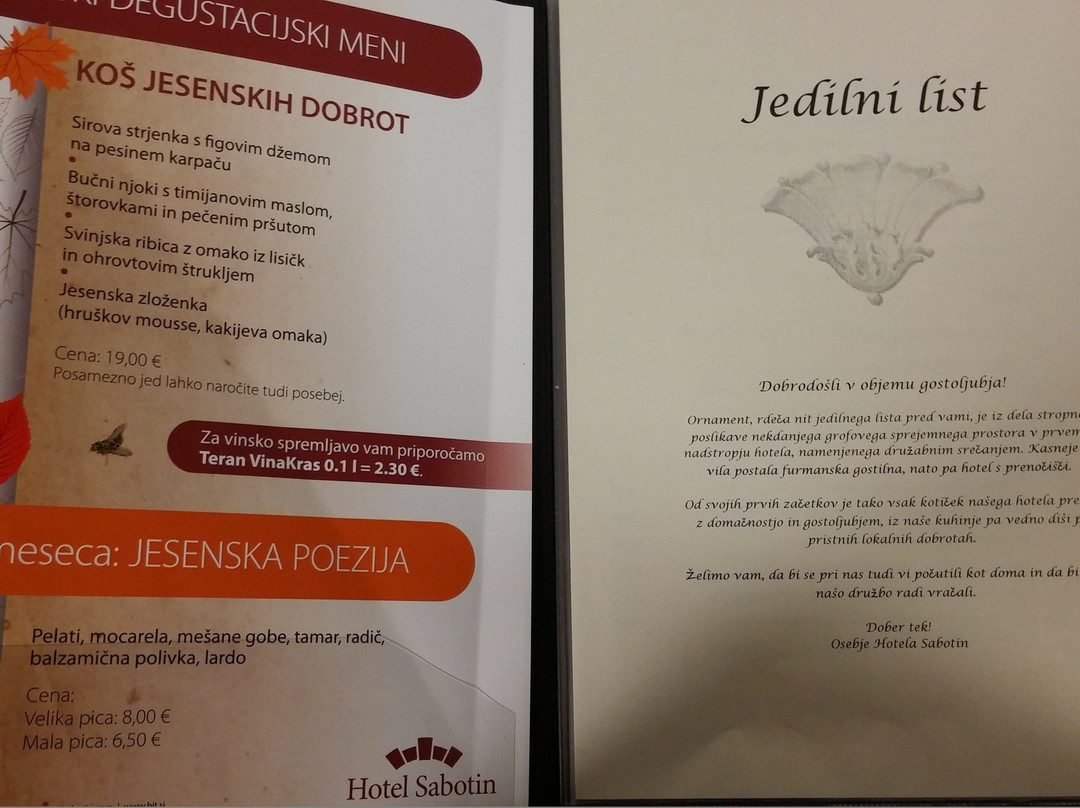 DEGUSTACIJSKI MENI
KOŠ JESENSKIH DOBROT
Sirova strjenka s figovim džemom
na pesinem karpaču
•
Bučni njoki s timijanovim maslom,
štorovkami in pečenim pršutom
•
Svinjska ribica z omako iz lisičk
in ohrovtovim štrukljem
•
Jesenska zloženka
(hruškov mousse, kakijeva omaka)
Cena: 19,00 €
Posamezno jed lahko naročite tudi posebej.
Za vinsko spremljavo vam priporočamo
Teran VinaKras 0.1 l = 2.30 €.
meseca: JESENSKA POEZIJA
Pelati, mocarela, mešane gobe, tamar, radič,
balzamična polivka, lardo
Cena:
Velika pica: 8,00 €
Mala pica: 6,50 €
Hotel Sabotin
Jedilni list
Dobrodošli v objemu gostoljubja!
Ornament, rdeča nit jedilnega lista pred vami, je iz dela stropne
poslikave nekdanjega grofovega sprejemnega prostora v prvem
nadstropju hotela, namenjenega družabnim srečanjem. Kasneje
vila postala furmanska gostilna, nato pa hotel s prenočišči.
Od svojih prvih začetkov je tako vsak kotiček našega hotela pre
z domačnostjo in gostoljubjem, iz naše kuhinje pa vedno diši p
pristnih lokalnih dobrotah.
Želimo vam, da bi se pri nas tudi vi počutili kot doma in da bi
našo družbo radi vračali.
Dober tek!
Osebje Hotela Sabotin